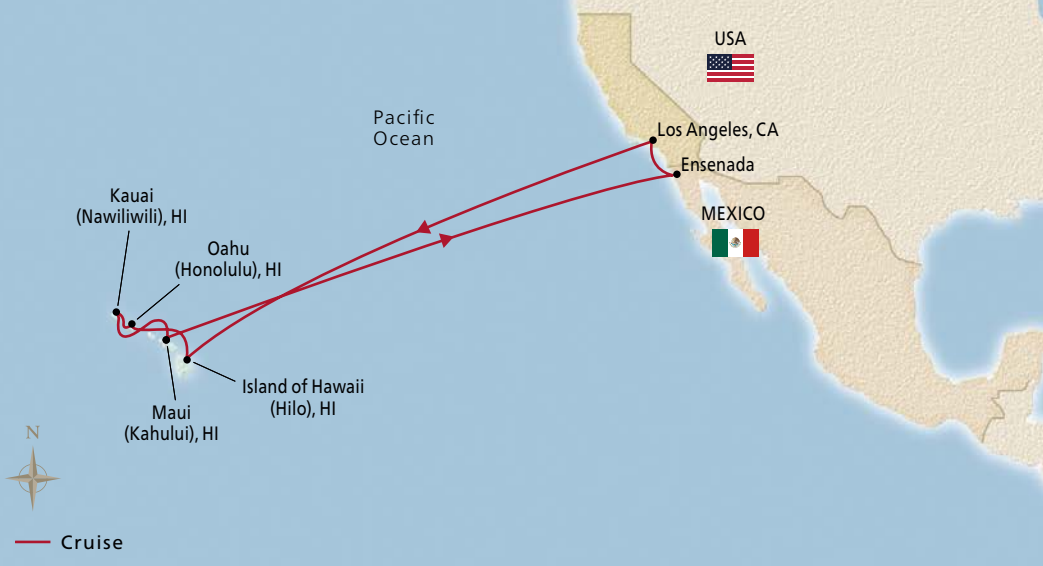 USA
Pacific
Ocean
Los Angeles, CA
Ensenada
Kauai
(Nawiliwili), HI
MEXICO
Oahu
(Honolulu), HI
Island of Hawaii
(Hilo), HI
Maui
(Kahului), HI
N
Cruise